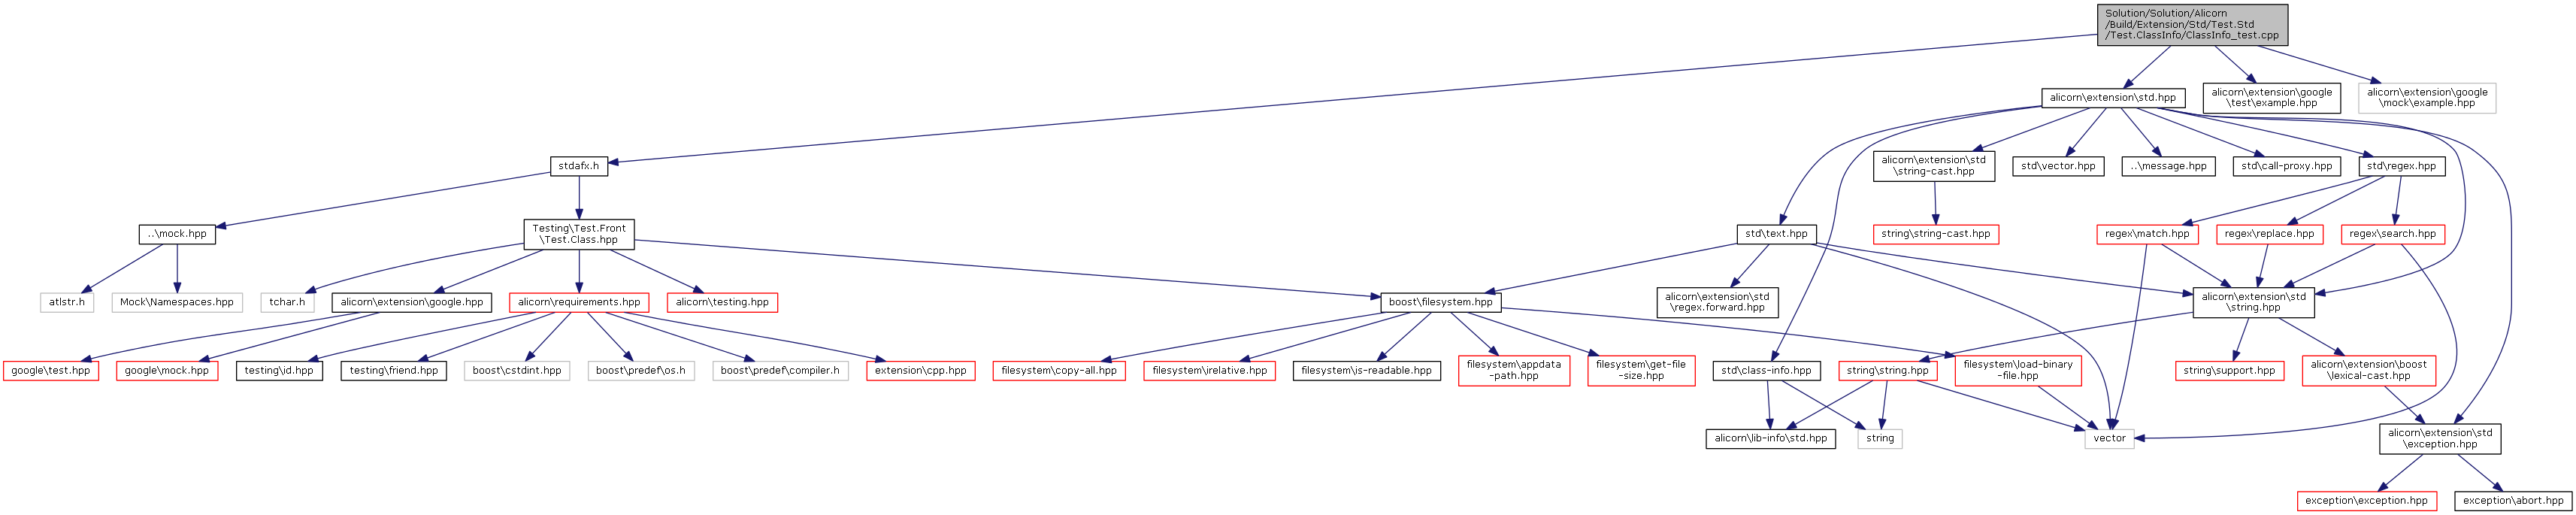 Solution/Solution/Alicorn
/Build/Extension/Std/Test.Std
/Test.ClassInfo/ClassInfo_test.cpp
alicorn\extension\std.hpp
alicorn\extension\google
\test\example.hpp
alicorn\extension\google
\mock\example.hpp
stdafx.h
alicorn\extension\std
\string-cast.hpp
std\vector.hpp
..\message.hpp
std\call-proxy.hpp
std\regex.hpp
..\mock.hpp
Testing\Test.Front
\Test.Class.hpp
std\text.hpp
string\string-cast.hpp
regex\match.hpp
regex\replace.hpp
regex\search.hpp
atlstr.h
Mock\Namespaces.hpp
tchar.h
alicorn\extension\google.hpp
alicorn\requirements.hpp
alicorn\testing.hpp
boost\filesystem.hpp
alicorn\extension\std
\regex.forward.hpp
alicorn\extension\std
\string.hpp
google\test.hpp
google\mock.hpp
testing\id.hpp
testing\friend.hpp
boost\cstdint.hpp
boost\predef\os.h
boost\predef\compiler.h
extension\cpp.hpp
filesystem\copy-all.hpp
filesystem\irelative.hpp
filesystem\is-readable.hpp
filesystem\appdata
-path.hpp
filesystem\get-file
-size.hpp
std\class-info.hpp
string\string.hpp
filesystem\load-binary
-file.hpp
string\support.hpp
alicorn\extension\boost
\lexical-cast.hpp
alicorn\lib-info\std.hpp
string
vector
alicorn\extension\std
\exception.hpp
exception\exception.hpp
exception\abort.hpp